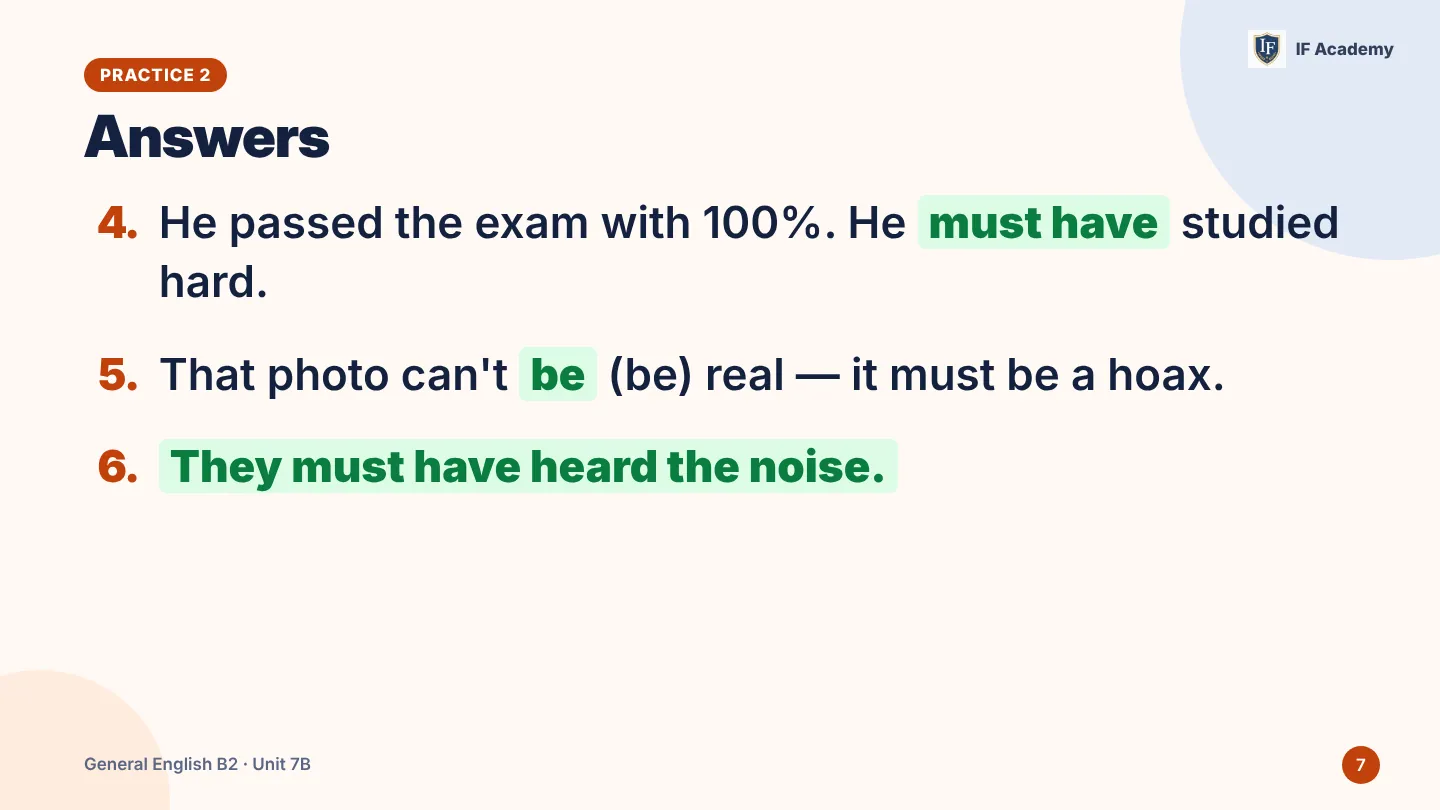 IF
IF Academy
PRACTICE 2
Answers
4. He passed the exam with 100%. He must have studied
hard.
5. That photo can't be (be) real — it must be a hoax.
6. They must have heard the noise.
General English B2 · Unit 7B
7